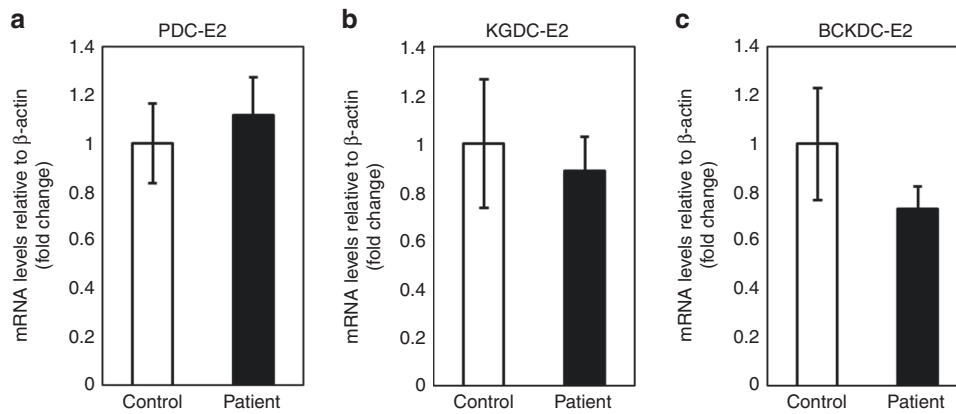 a
PDC-E2
mRNA levels relative to β-actin
(fold change)
1.4
1.2
1
0.8
0.6
0.4
0.2
0
Control Patient
b
KGDC-E2
mRNA levels relative to β-actin
(fold change)
1.4
1.2
1
0.8
0.6
0.4
0.2
0
Control Patient
c
BCKDC-E2
mRNA levels relative to β-actin
(fold change)
1.4
1.2
1
0.8
0.6
0.4
0.2
0
Control Patient